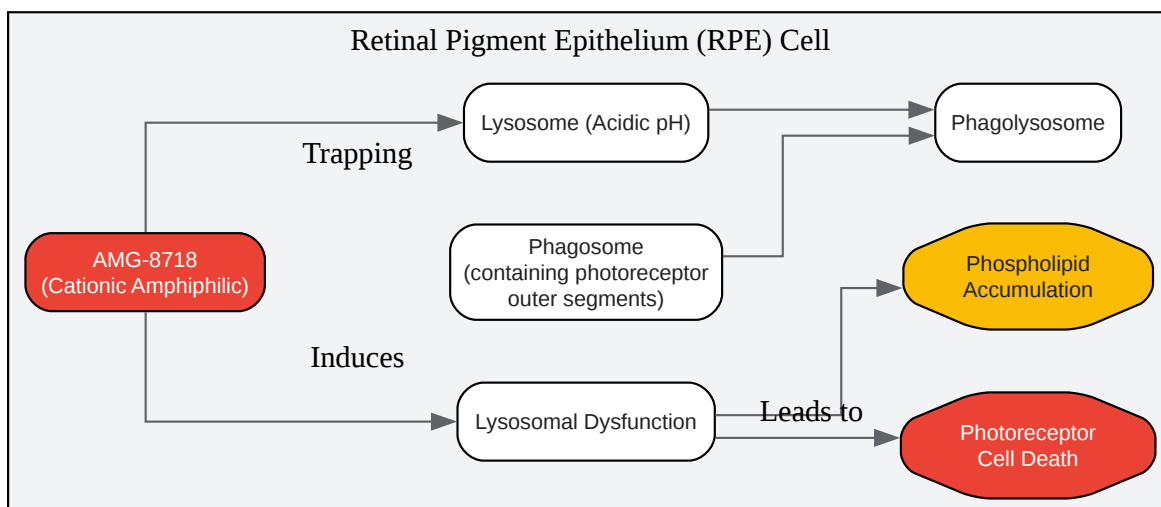 Retinal Pigment Epithelium (RPE) Cell
Lysosome (Acidic pH)
Phagolysosome
Trapping
AMG-8718
(Cationic Amphiphilic)
Phagosome
(containing photoreceptor
outer segments)
Phospholipid
Accumulation
Induces
Lysosomal Dysfunction
Leads to
Photoreceptor
Cell Death